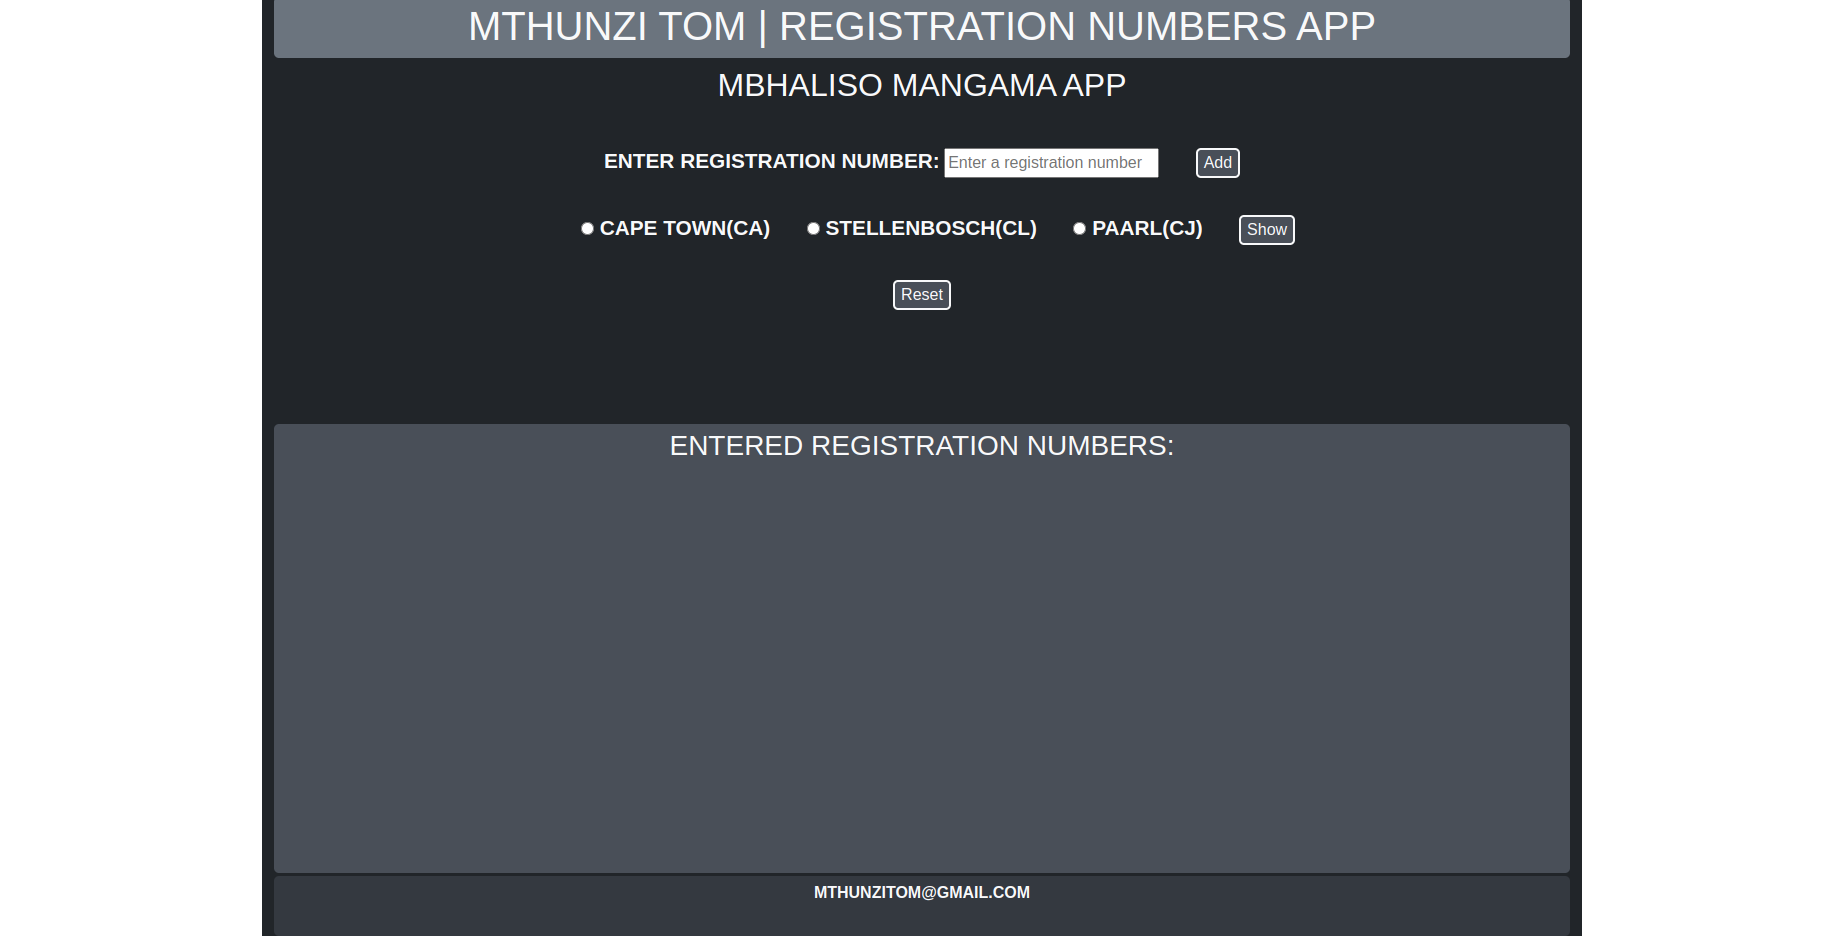 MTHUNZI TOM | REGISTRATION NUMBERS APP
MBHALISO MANGAMA APP
ENTER REGISTRATION NUMBER: Enter a registration number Add
CAPE TOWN(CA) STELLENBOSCH(CL) PAARL(CJ) Show
Reset
ENTERED REGISTRATION NUMBERS:
MTHUNZITOM@GMAIL.COM